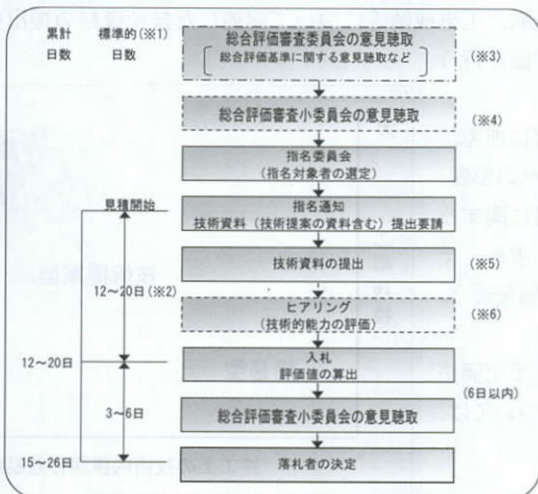 累計
日数
標準的(※1)
日数
総合評価審査委員会の意見聴取
総合評価基準に関する意見聴取など
(※3)
総合評価審査小委員会の意見聴取
(※4)
指名委員会
(指名対象者の選定)
見積開始
指名通知
技術資料(技術提案の資料含む)提出要請
技術資料の提出
(※5)
12〜20日(※2)
ヒアリング
(技術的能力の評価)
(※6)
12〜20日
入札
評価値の算出
(6日以内)
3〜6日
総合評価審査小委員会の意見聴取
15〜26日
落札者の決定